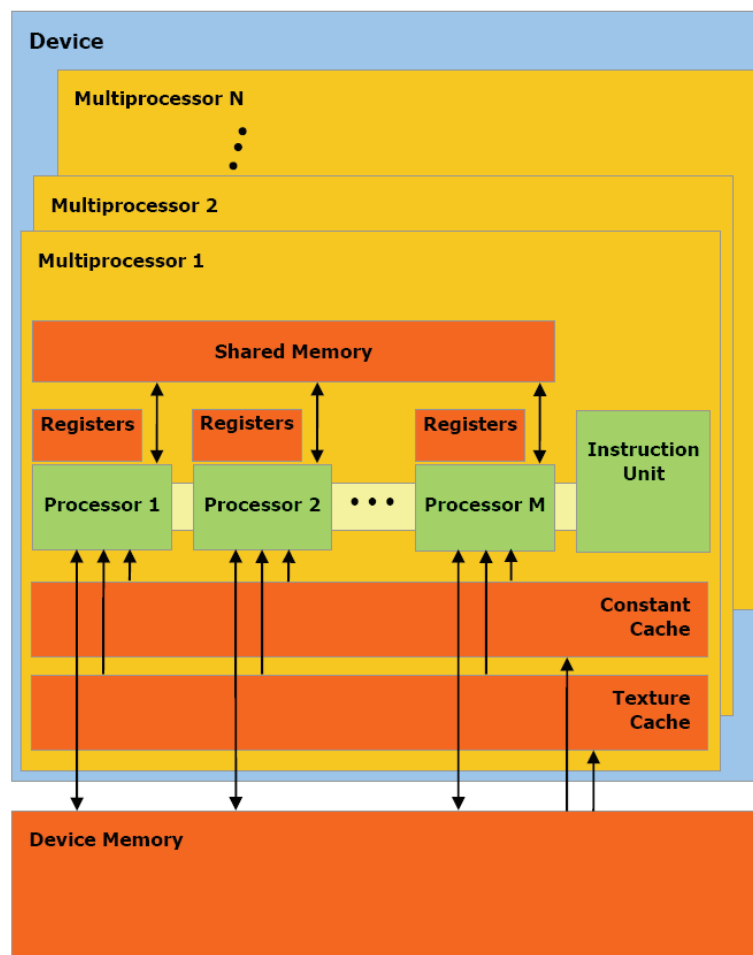 Device
Multiprocessor N
Multiprocessor 2
Multiprocessor 1
Shared Memory
Registers
Registers
Registers
Instruction
Unit
Processor 1
Processor 2
• • •
Processor M
Constant
Cache
Texture
Cache
Device Memory